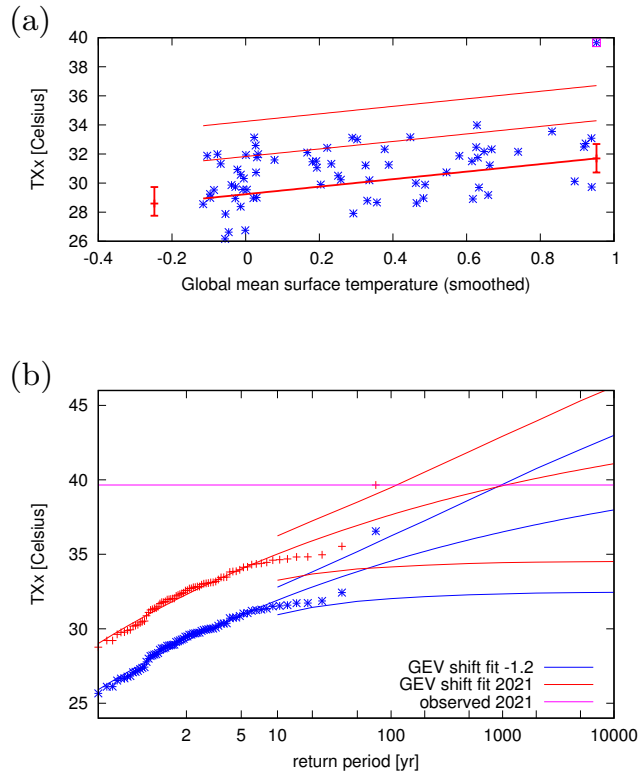 (a)
40
38
36
34
32
30
28
26
TXx [Celsius]
-0.4 -0.2 0 0.2 0.4 0.6 0.8 1
Global mean surface temperature (smoothed)
(b)
45
40
35
30
25
TXx [Celsius]
GEV shift fit -1.2
GEV shift fit 2021
observed 2021
2 5 10 100 1000 10000
return period [yr]